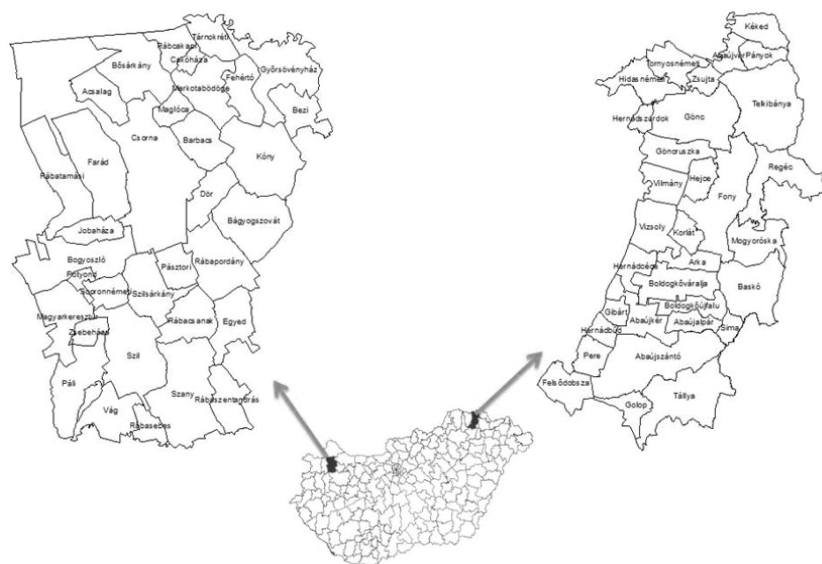 Tárnokréti
Rábcakapi
Cakóháza
Bősárkány
Fehértó
Győrsövényház
Acsalag
Markotabödöge
Maglóca
Bezi
Csorna
Barbacs
Farád
Kóny
Rábatamási
Dör
Bágyogszovát
Jobaháza
Bogyoszló
Rábapordány
Pásztori
Potyond
Sopronnémeti
Szilsárkány
Magyarkeresztúr
Rábacsanak
Egyed
Zsebeháza
Szil
Páli
Szany
Rábaszentandrás
Vág
Rábasebes
Kéked
Abaújvár
Pányok
Tornyosnémeti
Hidasnémeti
Zsujta
Telkibánya
Hernádszurdok
Gönc
Göncruszka
Regéc
Hejce
Vilmány
Fony
Vizsoly
Korlát
Mogyoróska
Arka
Hernádcéce
Boldogkőváralja
Baskó
Boldogkőújfalu
Gibárt
Abaújkér
Abaújalpár
Hernádbűd
Sima
Pere
Abaújszántó
Felsődobsza
Tállya
Golop